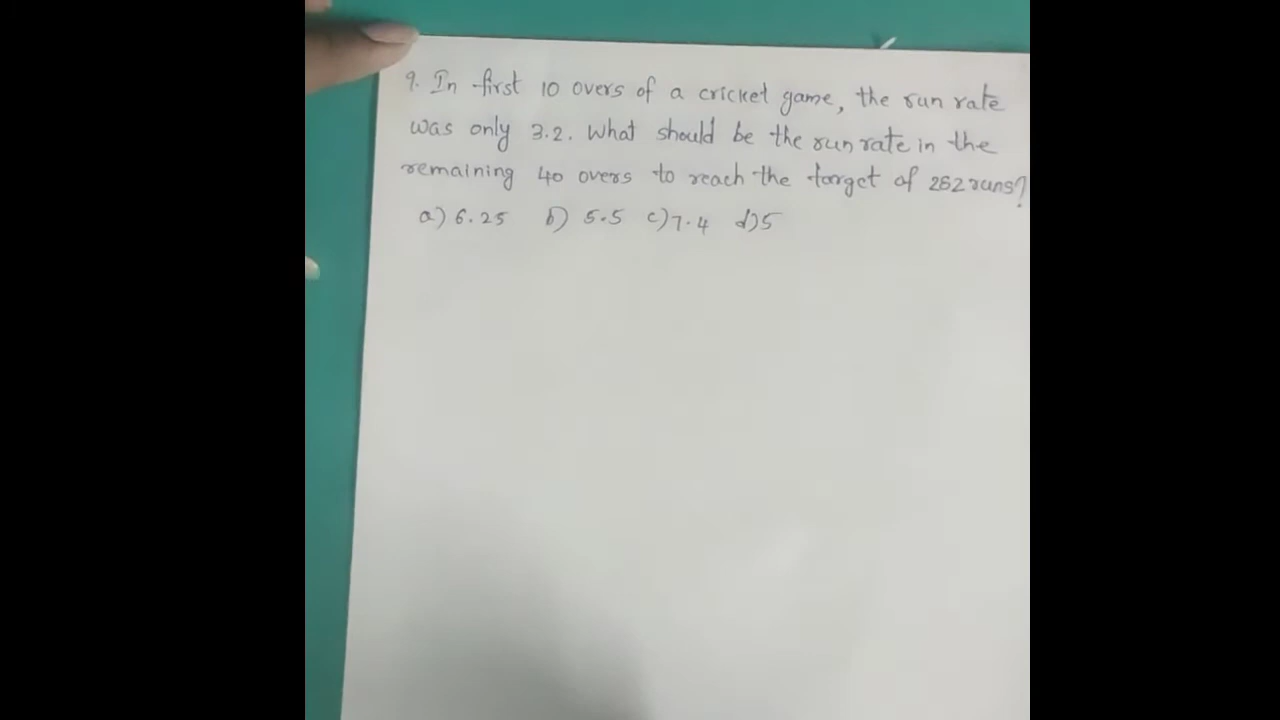 9. In first 10 overs of a cricket game, the run rate
was only 3.2. What should be the run rate in the
remaining 40 overs to reach the target of 282 runs?
a) 6.25 b) 5.5 c) 7.4 d) 5